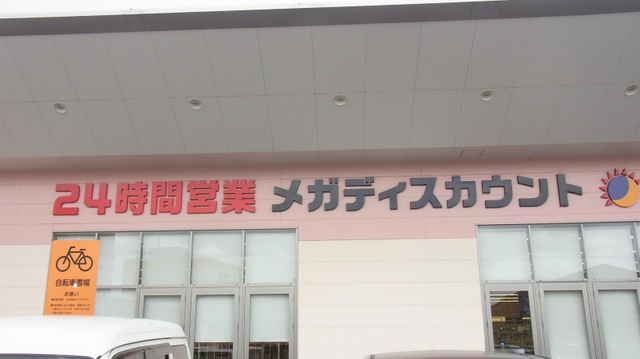 24時間営業 メガディスカウント
自転車置場
お願い